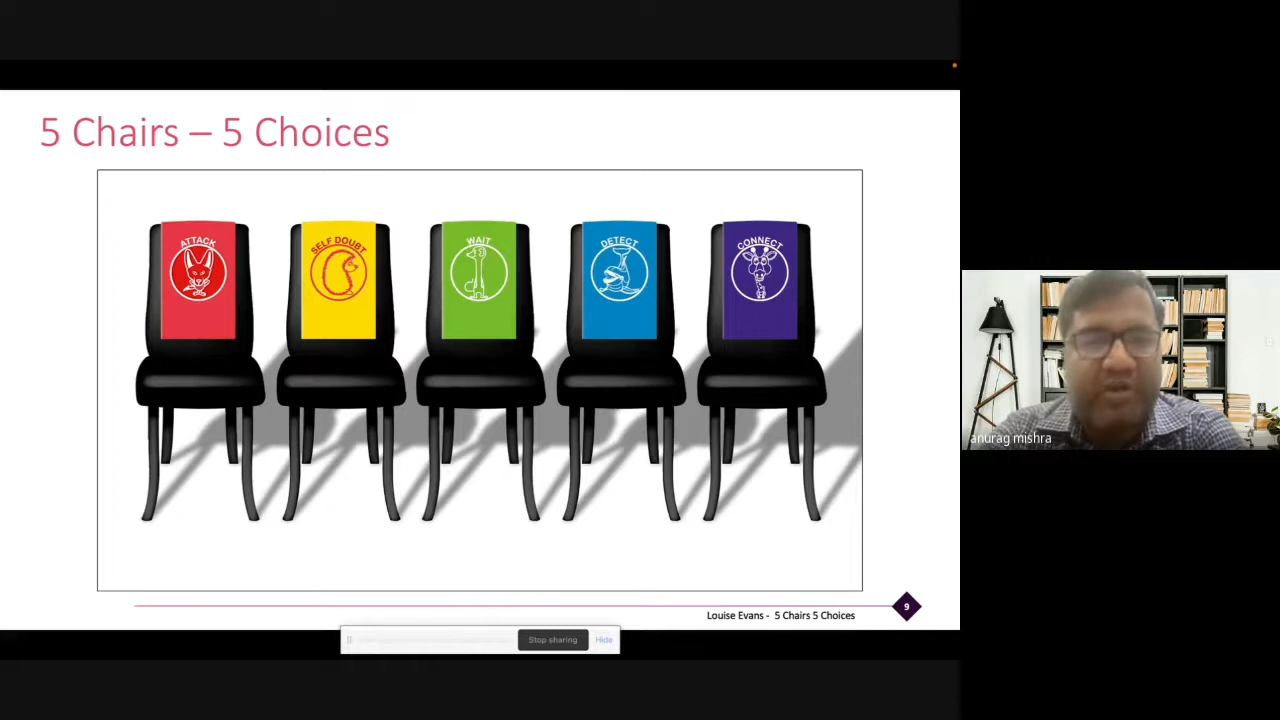 5 Chairs – 5 Choices
ATTACK
SELF DOUBT
WAIT
DETECT
CONNECT
anurag mishra
9
Louise Evans - 5 Chairs 5 Choices
Stop sharing
Hide